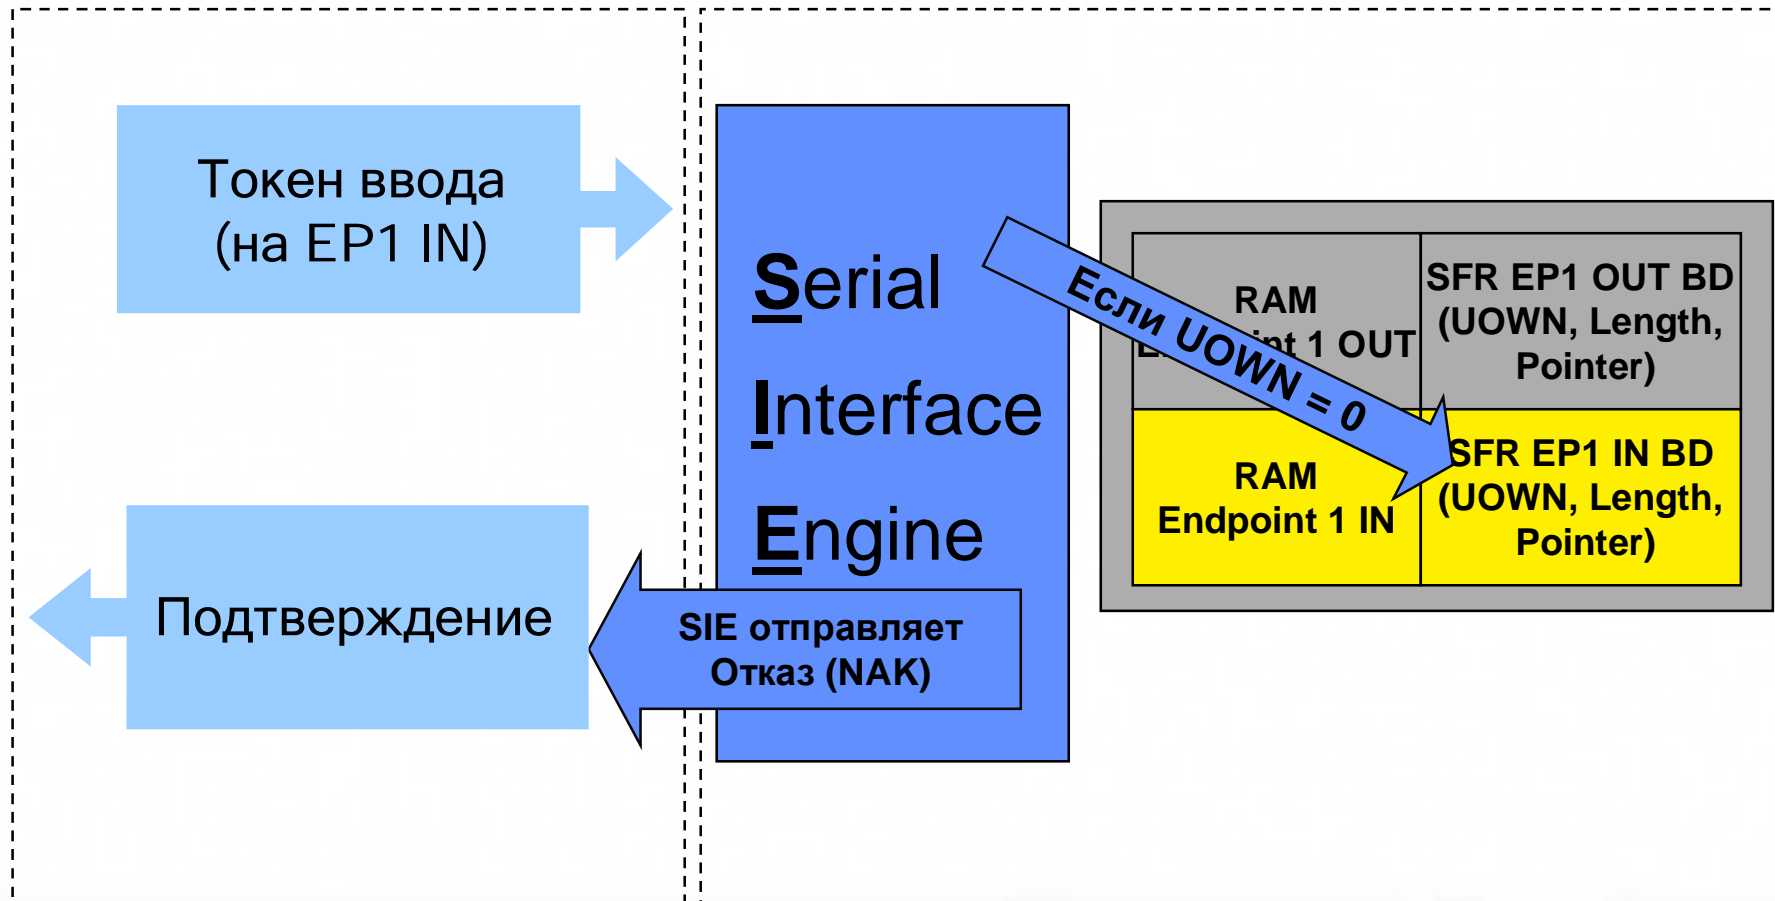 Токен ввода
(на EP1 IN)
Serial
Interface
Engine
Если UOWN = 0
RAM
int 1 OUT
SFR EP1 OUT BD
(UOWN, Length,
Pointer)
RAM
Endpoint 1 IN
SFR EP1 IN BD
(UOWN, Length,
Pointer)
Подтверждение
SIE отправляет
Отказ (NAK)